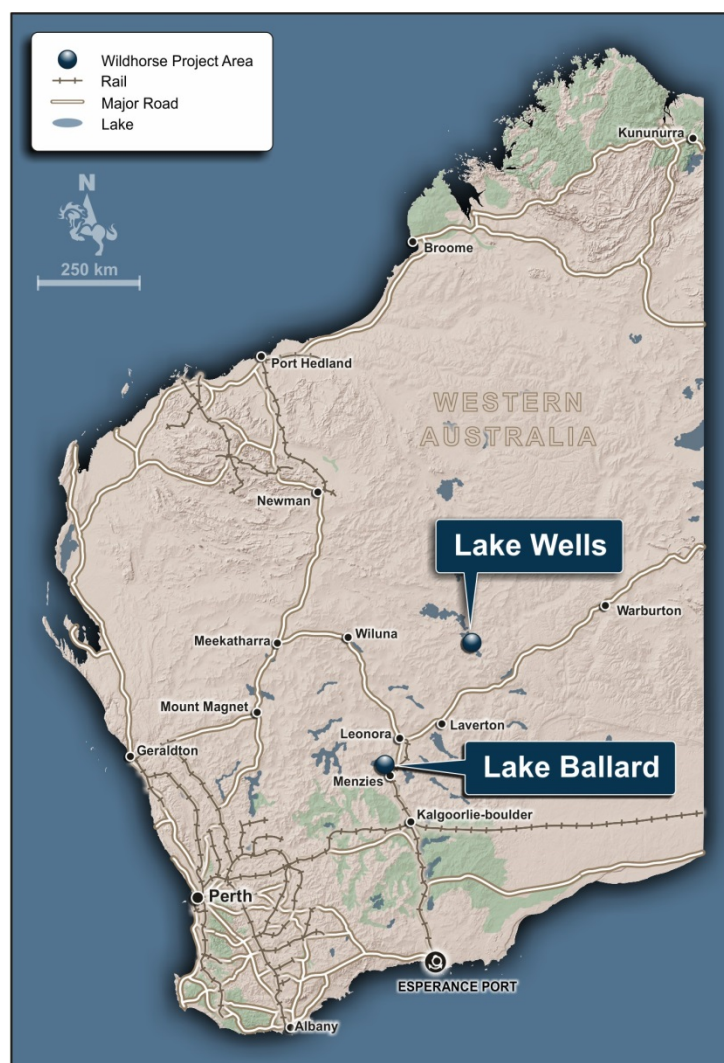 Wildhorse Project Area
Rail
Major Road
Lake
N
250 km
Kununurra
Broome
Port Hedland
WESTERN
AUSTRALIA
Newman
Lake Wells
Warburton
Meekatharra
Wiluna
Mount Magnet
Laverton
Leonora
Geraldton
Lake Ballard
Menzies
Kalgoorlie-boulder
Perth
ESPERANCE PORT
Albany